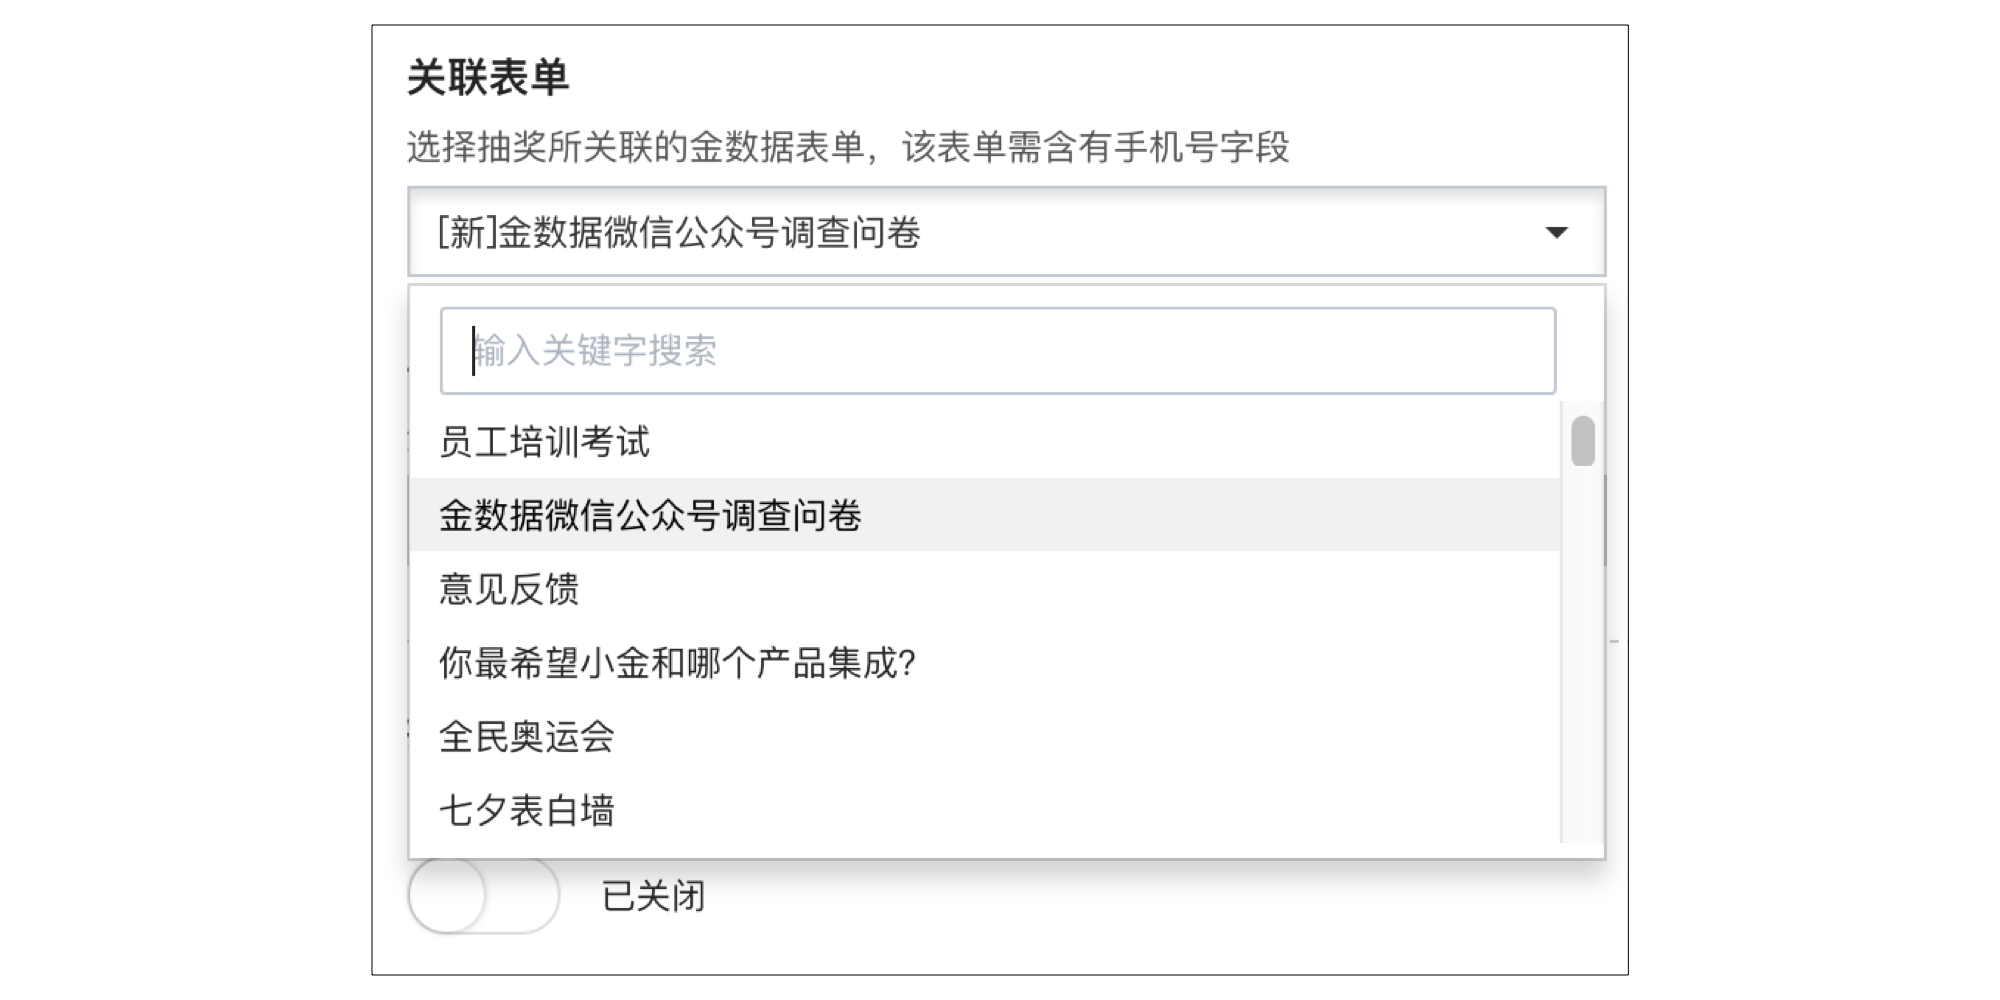 关联表单
选择抽奖所关联的金数据表单，该表单需含有手机号字段
[新]金数据微信公众号调查问卷
输入关键字搜索
员工培训考试
金数据微信公众号调查问卷
意见反馈
你最希望小金和哪个产品集成?
全民奥运会
七夕表白墙
已关闭